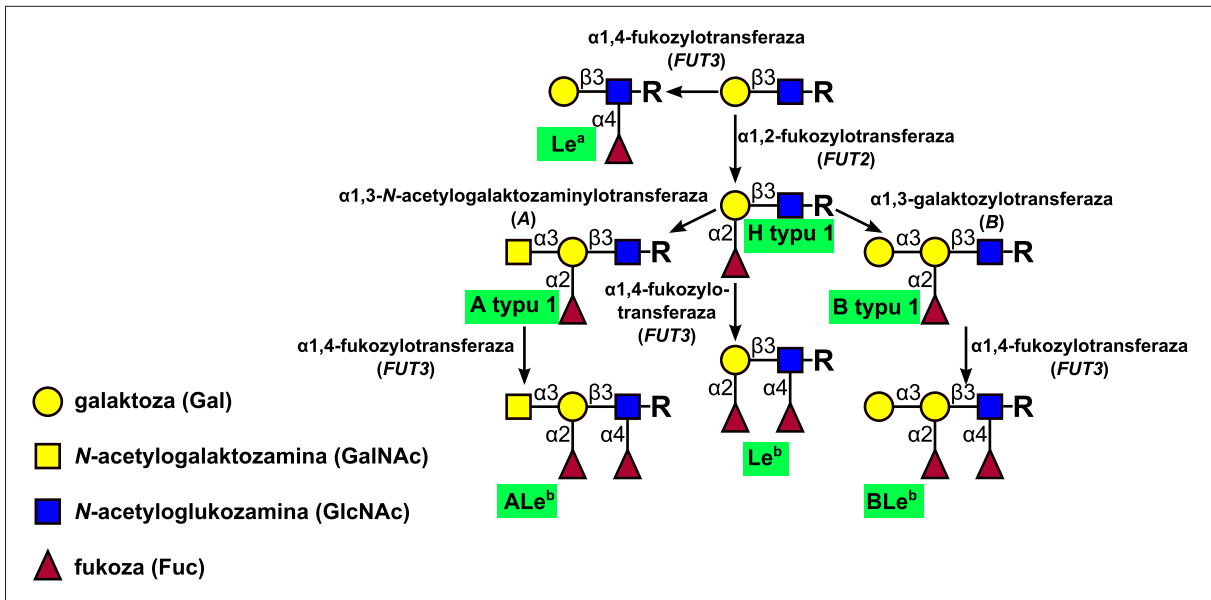 α1,4-fukozylotransferaza
(FUT3)
β3
R
β3
R
α4
Leᵃ
α1,2-fukozylotransferaza
(FUT2)
α1,3-N-acetylogalaktozaminylotransferaza
(A)
β3
R
α2
H typu 1
α1,3-galaktozylotransferaza
(B)
α3
β3
R
α2
A typu 1
α1,4-fukozylo-
transferaza
(FUT3)
α3
β3
R
α2
B typu 1
α1,4-fukozylotransferaza
(FUT3)
β3
R
α2
α4
Leᵇ
α1,4-fukozylotransferaza
(FUT3)
α3
β3
R
α2
α4
ALeᵇ
α3
β3
R
α2
α4
BLeᵇ
galaktoza (Gal)
N-acetylogalaktozamina (GalNAc)
N-acetyloglukozamina (GlcNAc)
fukoza (Fuc)